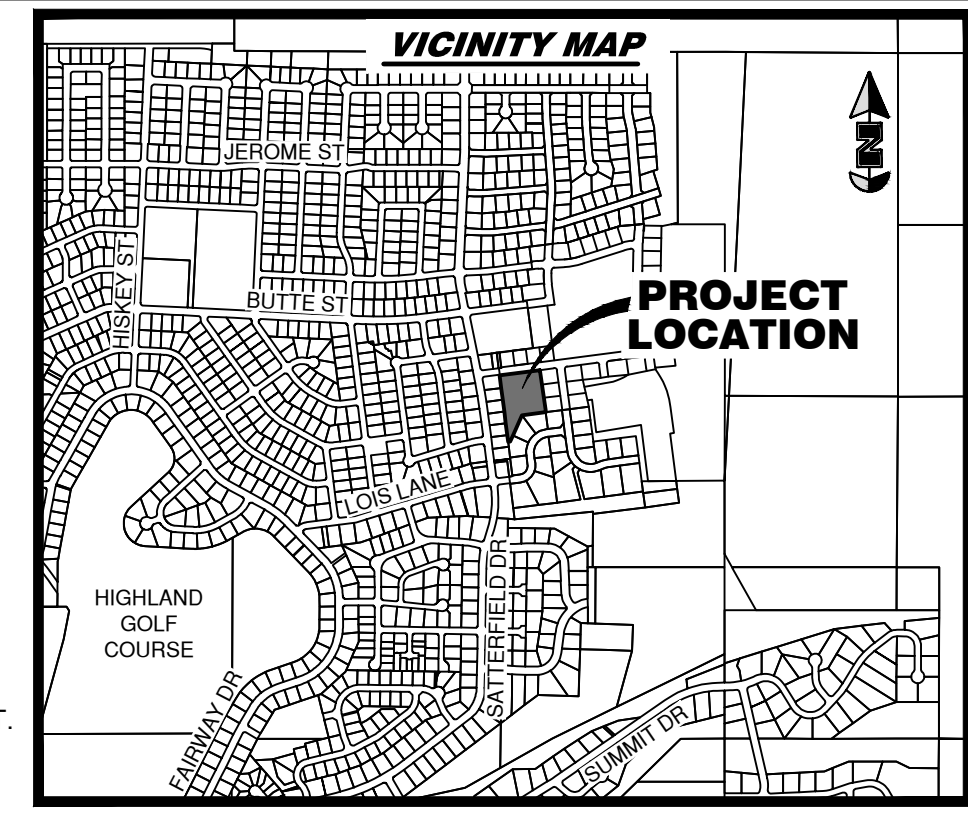 VICINITY MAP
N
JEROME ST
HISKEY ST
BUTTE ST
PROJECT
LOCATION
LOIS LANE
HIGHLAND
GOLF
COURSE
SATTERFIELD DR
FAIRWAY DR
SUMMIT DR